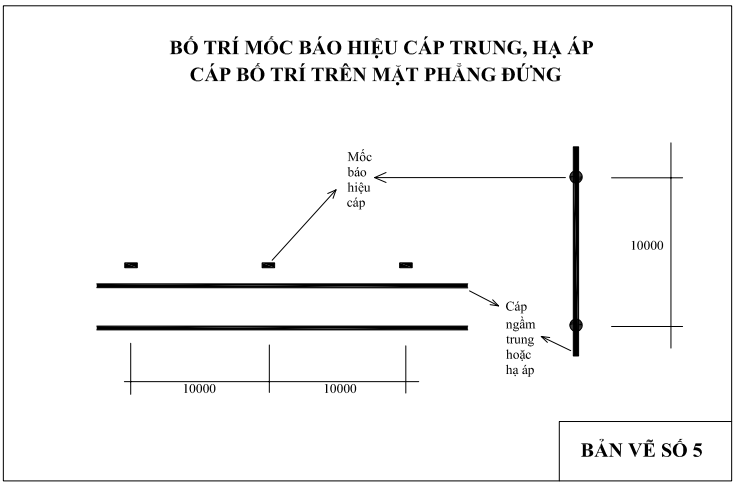 BỐ TRÍ MỐC BÁO HIỆU CÁP TRUNG, HẠ ÁP
CÁP BỐ TRÍ TRÊN MẶT PHẲNG ĐỨNG
Mốc
báo
hiệu
cáp
10000
Cáp
ngầm
trung
hoặc
hạ áp
10000
10000
BẢN VẼ SỐ 5